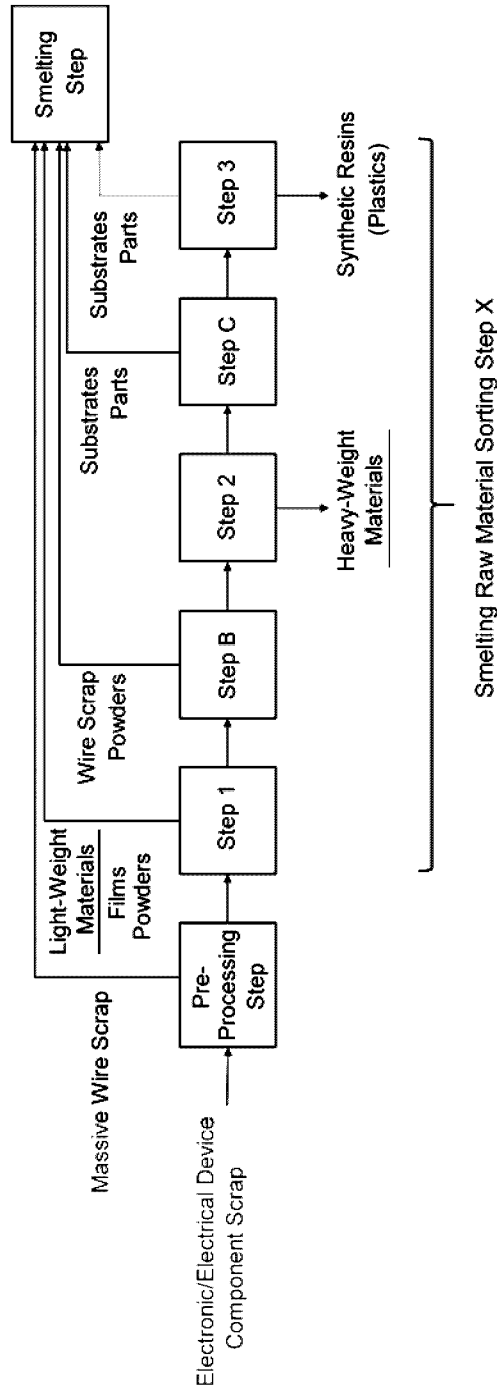 Electronic/Electrical Device
Component Scrap
Pre-
Processing
Step
Massive Wire Scrap
Step 1
Light-Weight
Materials
Films
Powders
Step B
Wire Scrap
Powders
Step 2
Heavy-Weight
Materials
Step C
Substrates
Parts
Step 3
Substrates
Parts
Synthetic Resins
(Plastics)
Smelting
Step
Smelting Raw Material Sorting Step X